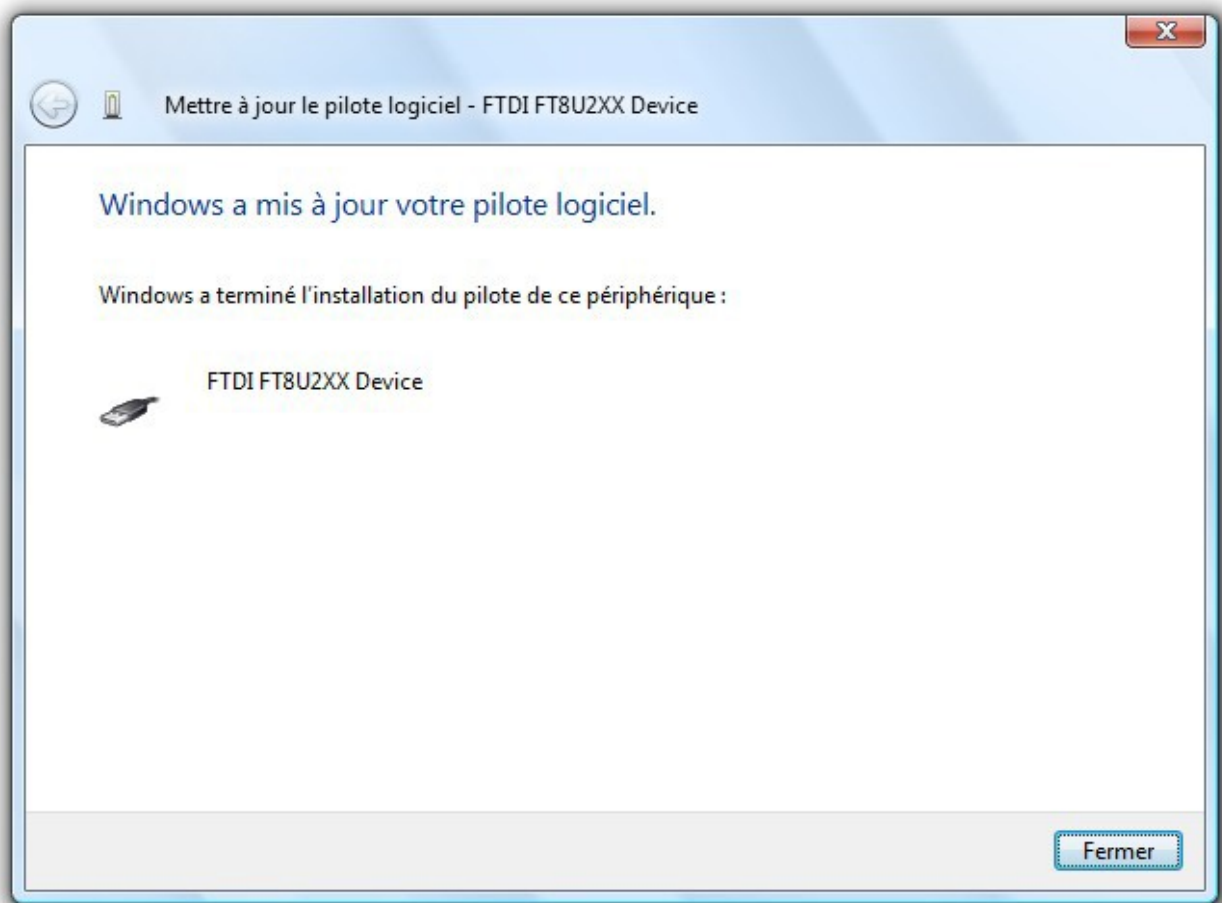 Mettre à jour le pilote logiciel - FTDI FT8U2XX Device
Windows a mis à jour votre pilote logiciel.
Windows a terminé l'installation du pilote de ce périphérique :
FTDI FT8U2XX Device
Fermer